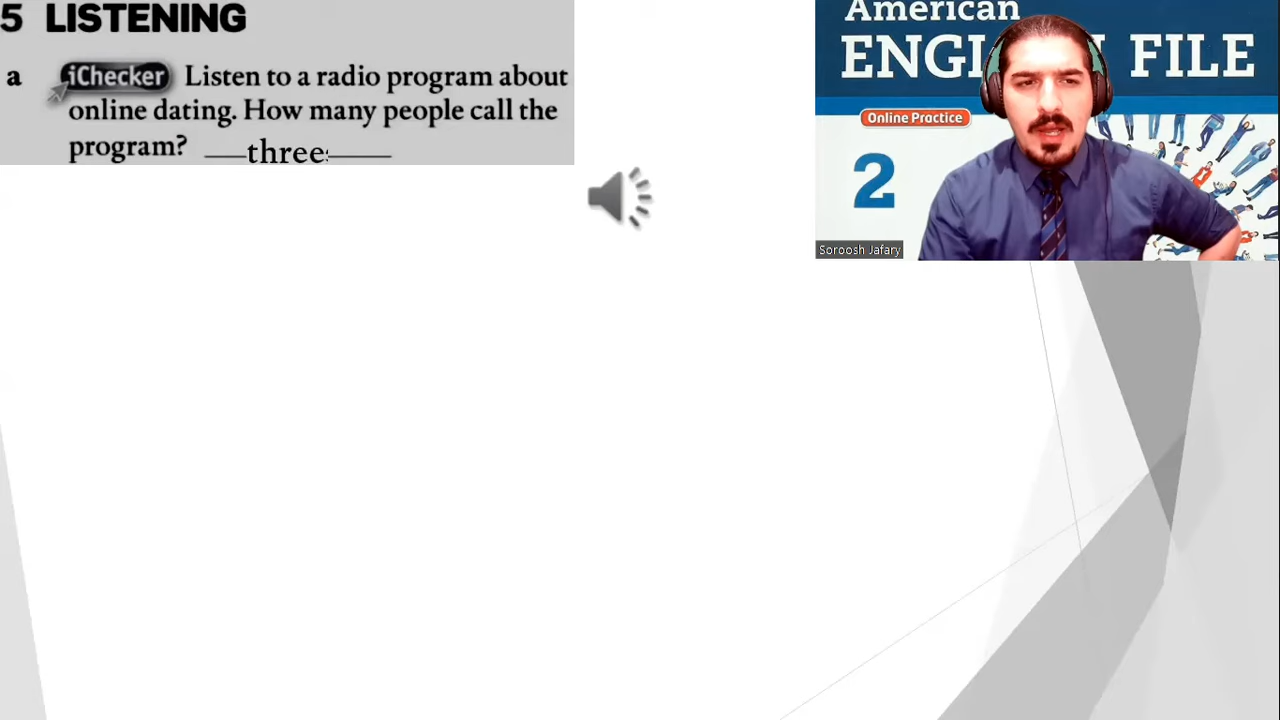 5 LISTENING
a iChecker Listen to a radio program about
online dating. How many people call the
program? three
American
ENGL FILE
Online Practice
2
Soroosh Jafary